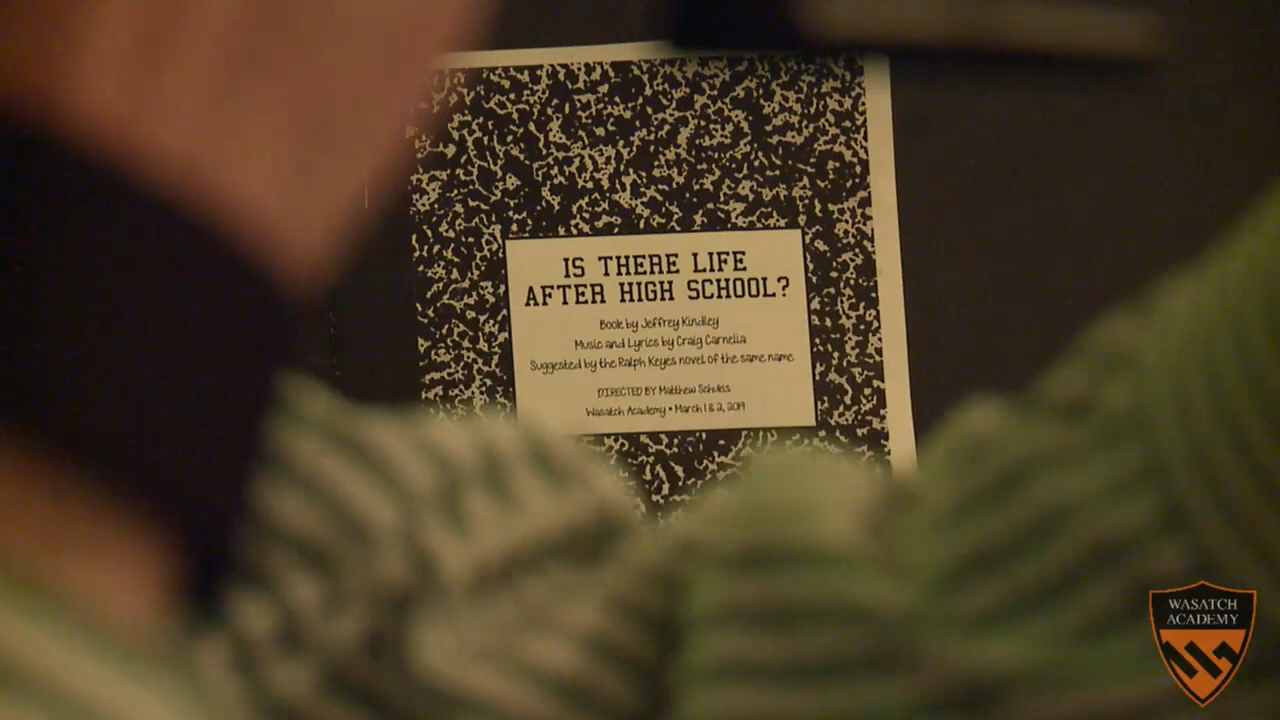 IS THERE LIFE
AFTER HIGH SCHOOL?
Book by Jeffrey Kindley
Music and Lyrics by Craig Carnelia
Suggested by the Ralph Keyes novel of the same name
DIRECTED BY Matthew
Wasatch Academy • March 1 & 2, 2019
WASATCH
ACADEMY